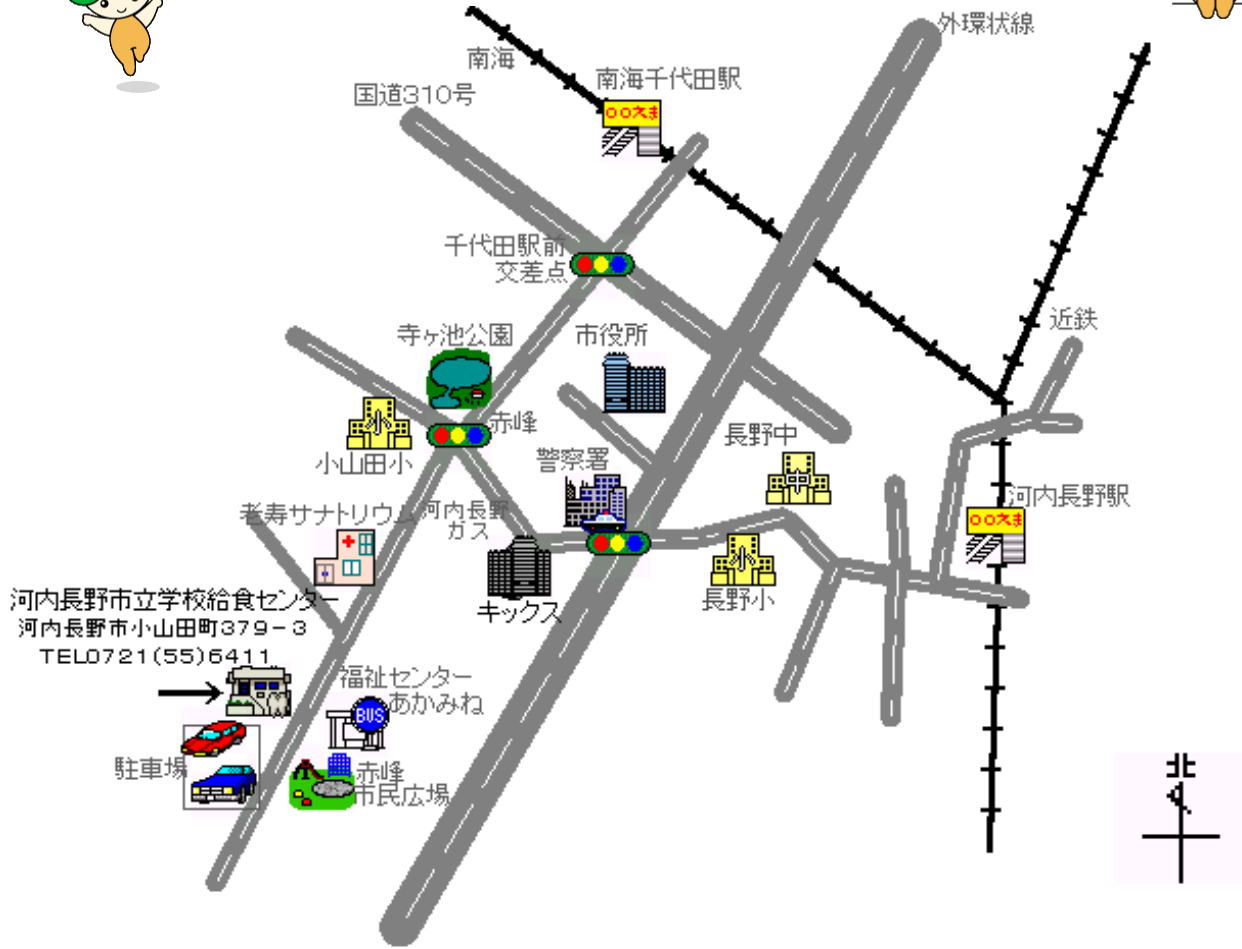 外環状線
南海
南海千代田駅
国道310号
○○えき
千代田駅前
交差点
寺ヶ池公園
市役所
近鉄
赤峰
小山田小
小
警察署
長野中
中
老寿サナトリウム
河内長野
ガス
河内長野駅
○○えき
キックス
小
長野小
河内長野市立学校給食センター
河内長野市小山田町379-3
TEL0721(55)6411
福祉センター
あかみね
BUS
駐車場
赤峰
市民広場
北